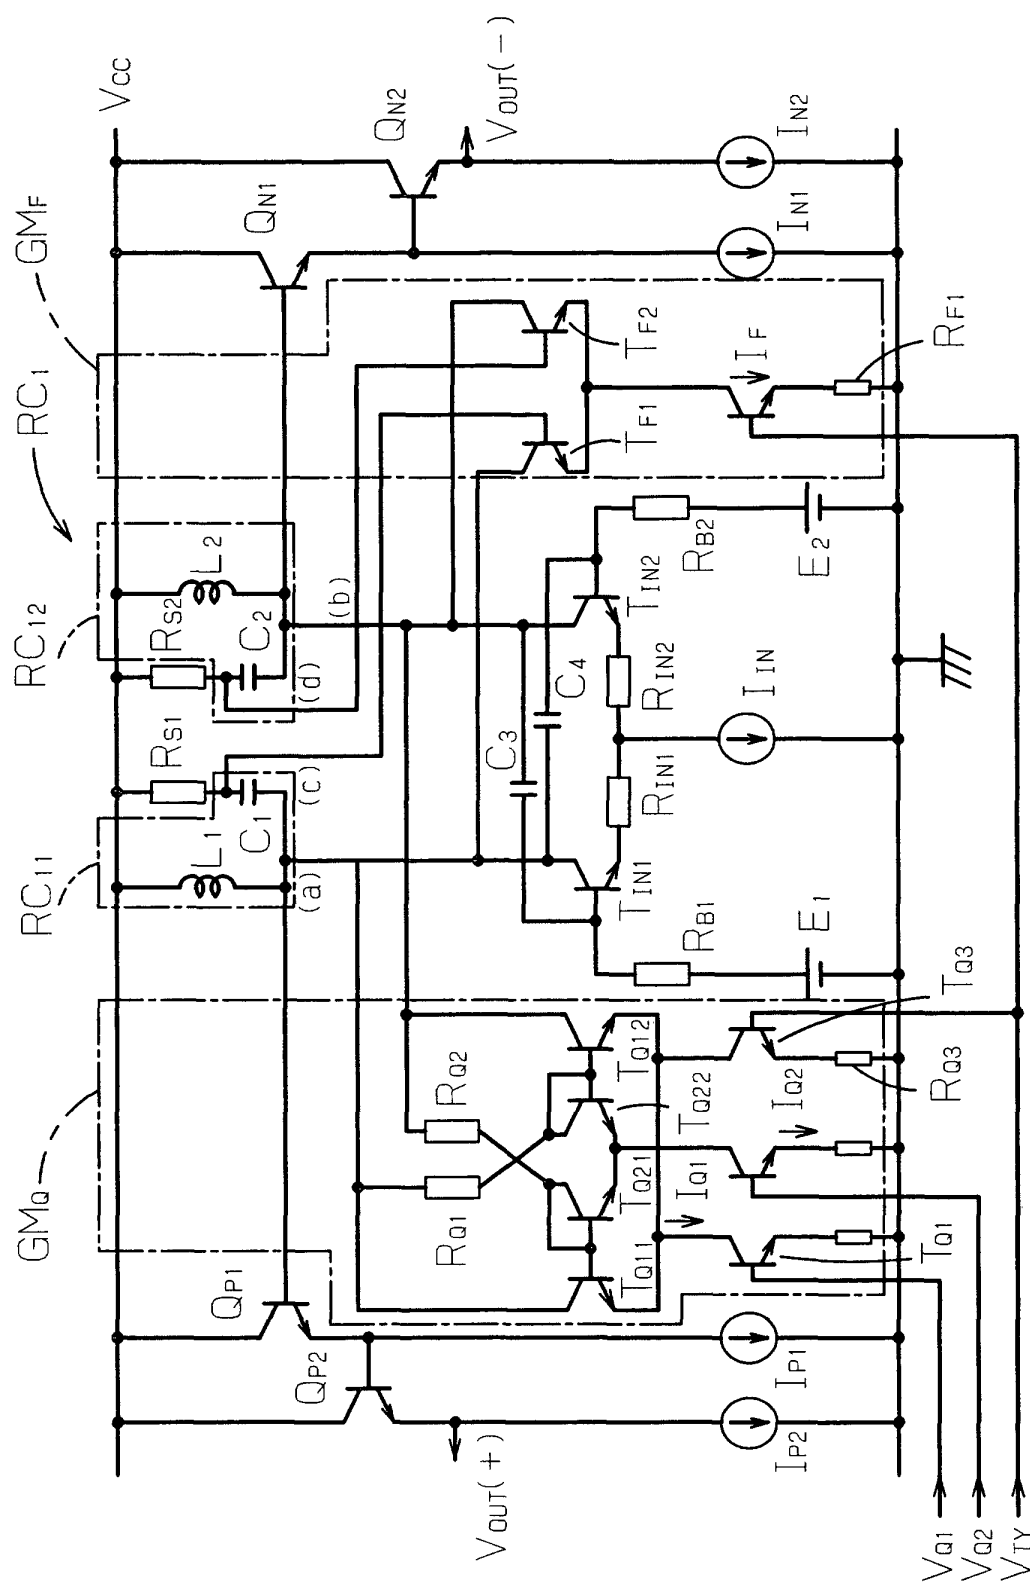 VCC
RC1
GMF
RC12
RC11
GMQ
QN2
QN1
VOUT(-)
IN2
IN1
RS2
L2
C2
(d)
(b)
RS1
L1
C1
(c)
(a)
TF2
TF1
IF
RF1
C4
C3
TIN2
TIN1
RIN2
RIN1
IIN
RB2
E2
RB1
E1
RQ2
RQ1
TQ12
TQ22
TQ21
TQ11
IQ2
IQ1
TQ3
RQ3
TQ1
QP1
QP2
VOUT(+)
IP1
IP2
VQ1
VQ2
VTY